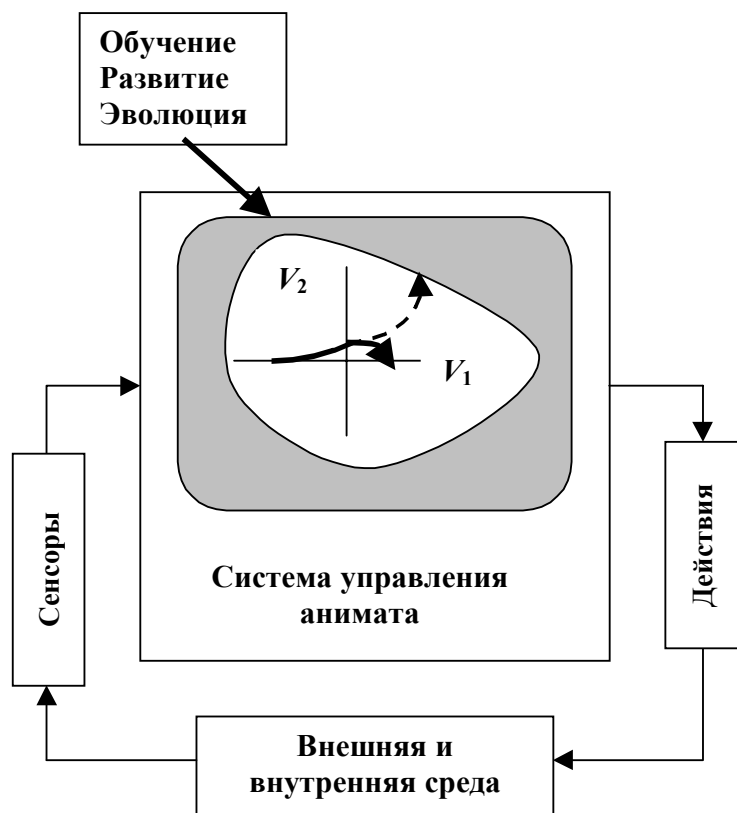 Обучение
Развитие
Эволюция
V2
V1
Сенсоры
Действия
Система управления
анимата
Внешняя и
внутренняя среда